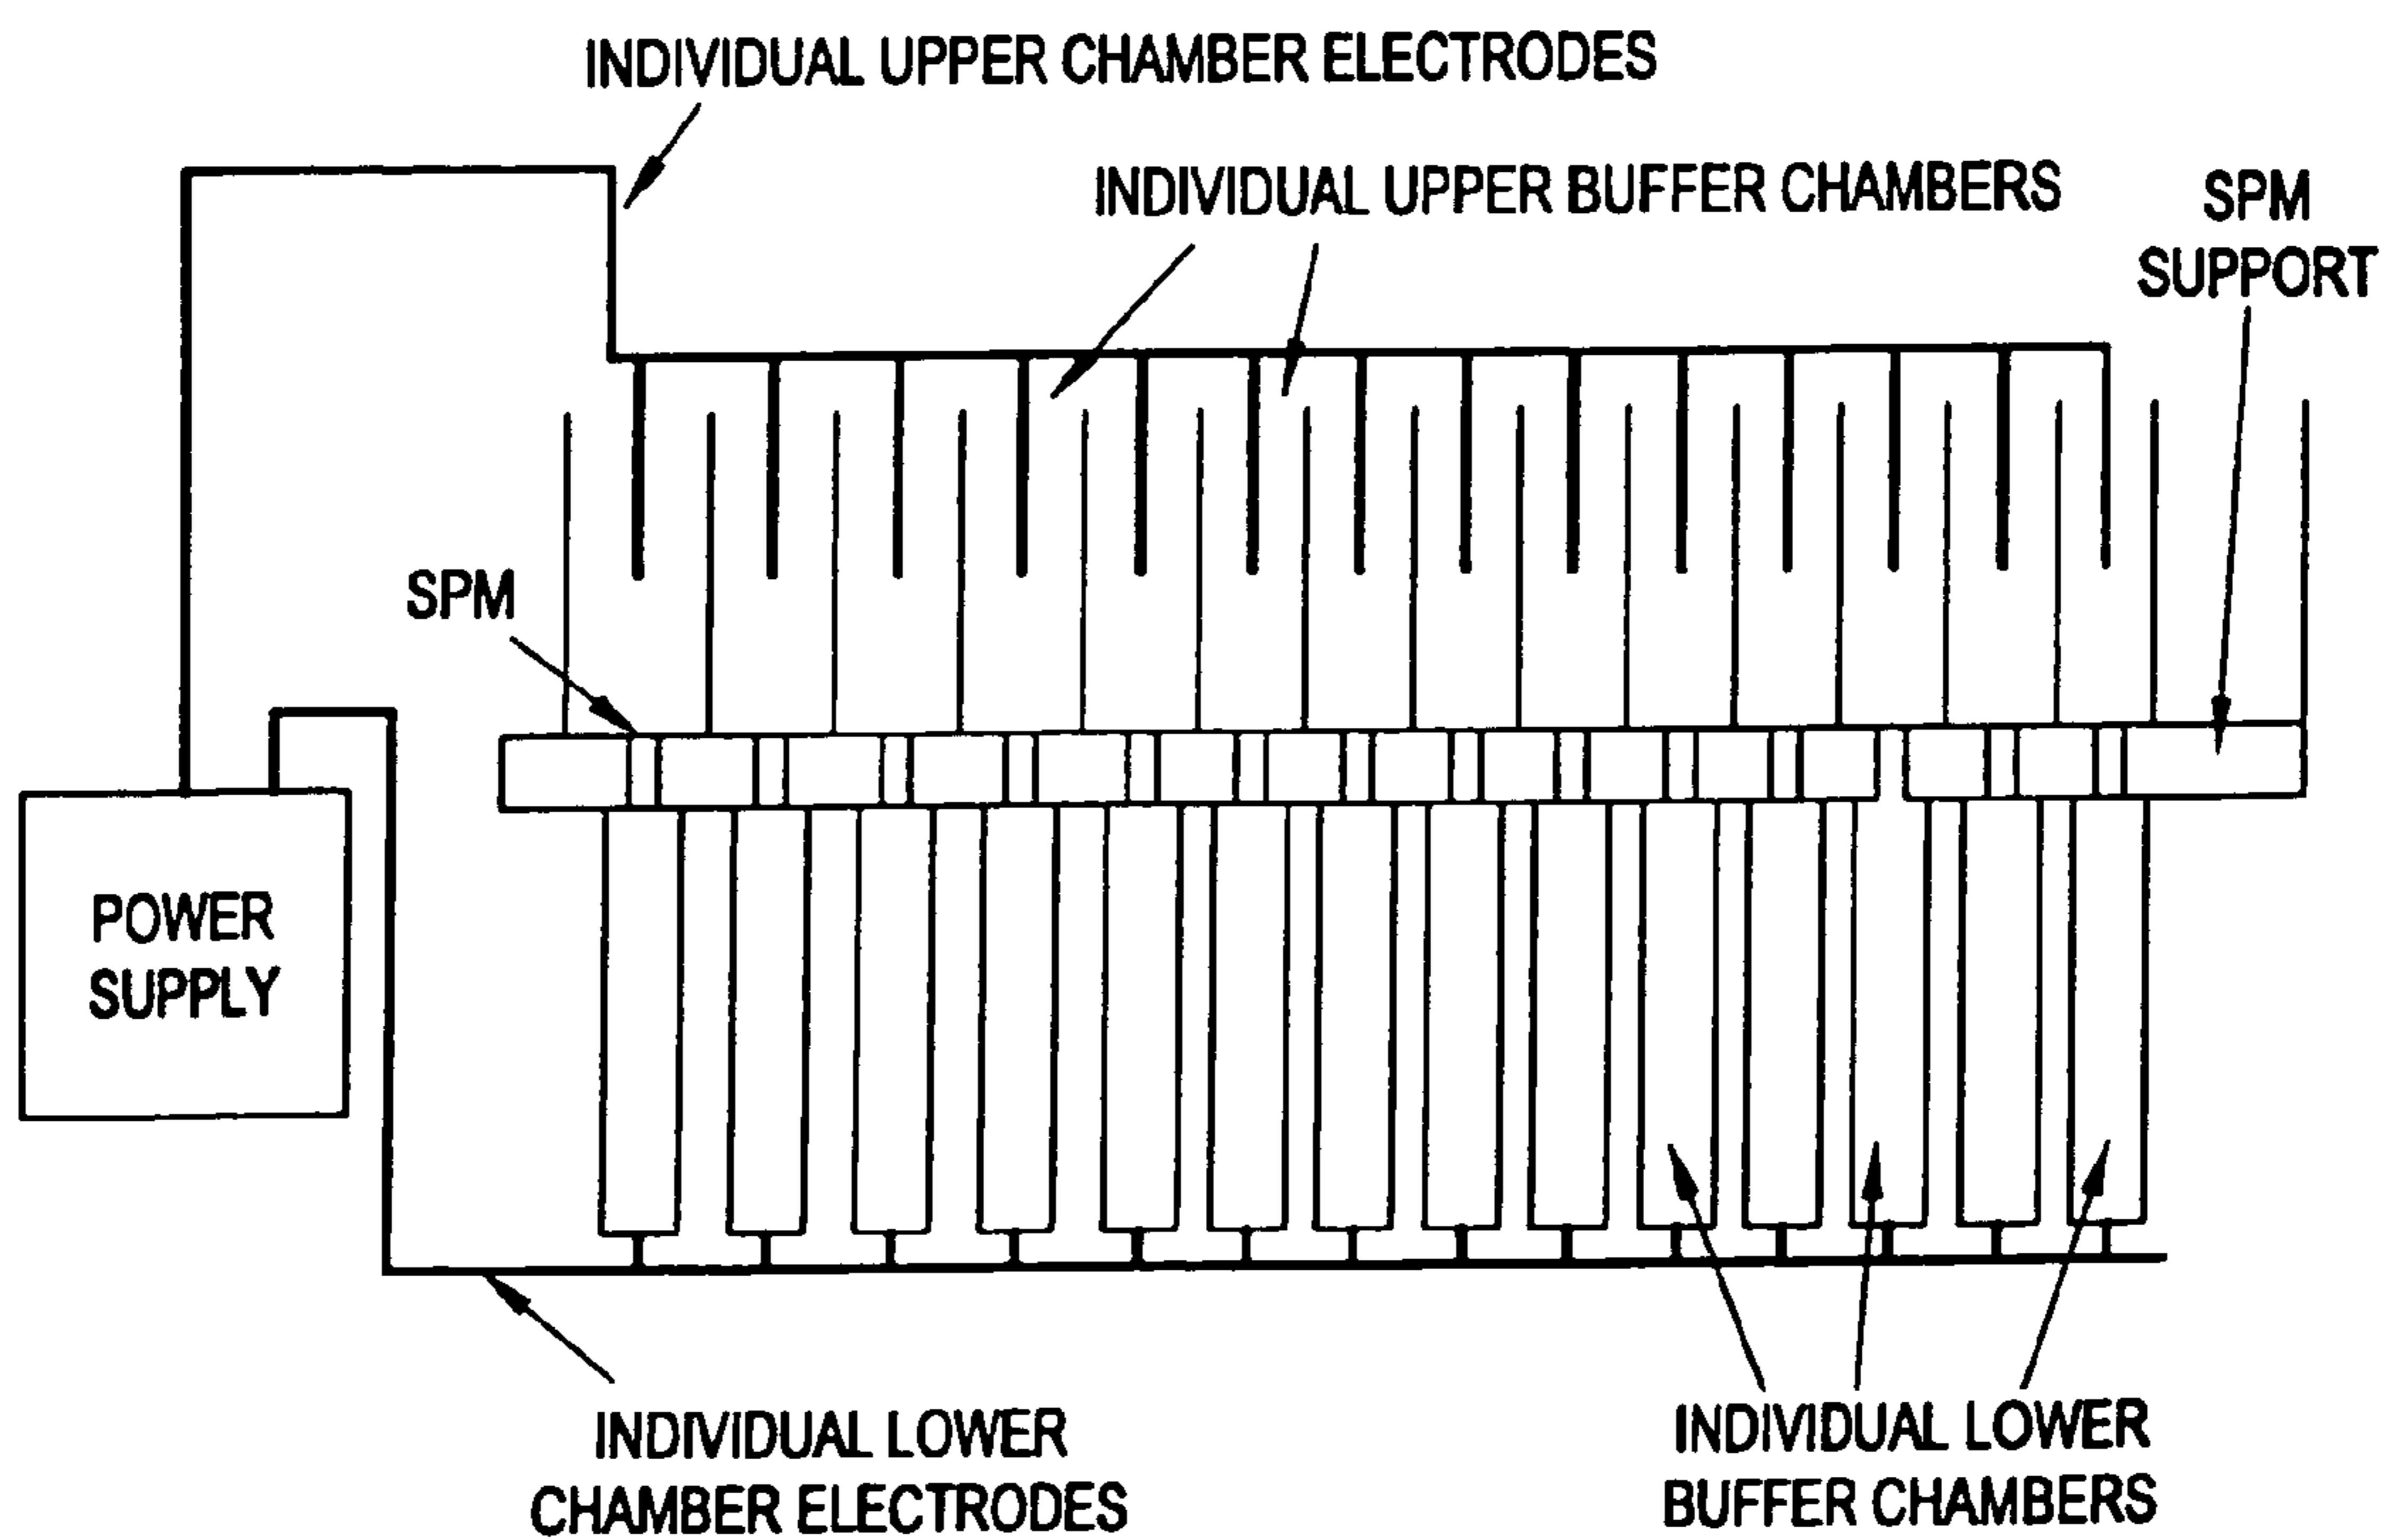 INDIVIDUAL UPPER CHAMBER ELECTRODES
INDIVIDUAL UPPER BUFFER CHAMBERS
SPM
SUPPORT
SPM
POWER
SUPPLY
INDIVIDUAL LOWER
CHAMBER ELECTRODES
INDIVIDUAL LOWER
BUFFER CHAMBERS